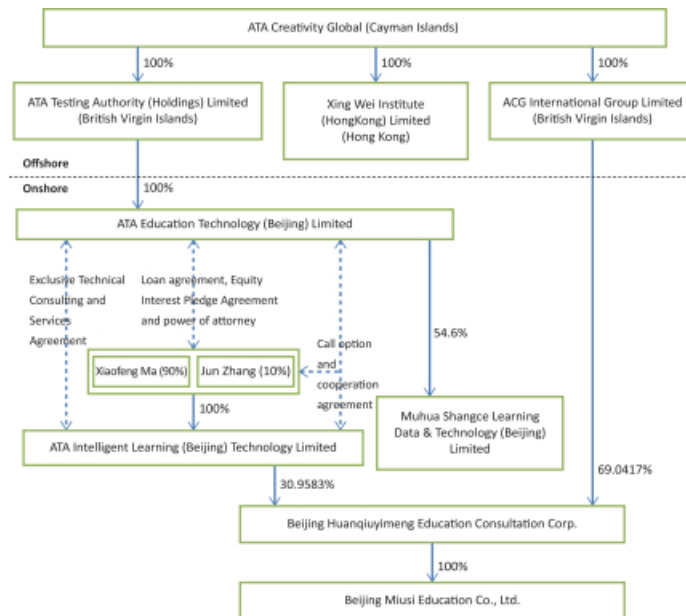 ATA Creativity Global (Cayman Islands)
100%
100%
100%
ATA Testing Authority (Holdings) Limited
(British Virgin Islands)
Xing Wei Institute
(HongKong) Limited
(Hong Kong)
ACG International Group Limited
(British Virgin Islands)
Offshore
Onshore
100%
ATA Education Technology (Beijing) Limited
Exclusive Technical
Consulting and
Services
Agreement
Loan agreement, Equity
Interest Pledge Agreement
and power of attorney
Call option
and
cooperation
agreement
54.6%
Xiaofeng Ma (90%)
Jun Zhang (10%)
100%
Muhua Shangce Learning
Data & Technology (Beijing)
Limited
ATA Intelligent Learning (Beijing) Technology Limited
30.9583%
69.0417%
Beijing Huanqiuyimeng Education Consultation Corp.
100%
Beijing Miusi Education Co., Ltd.